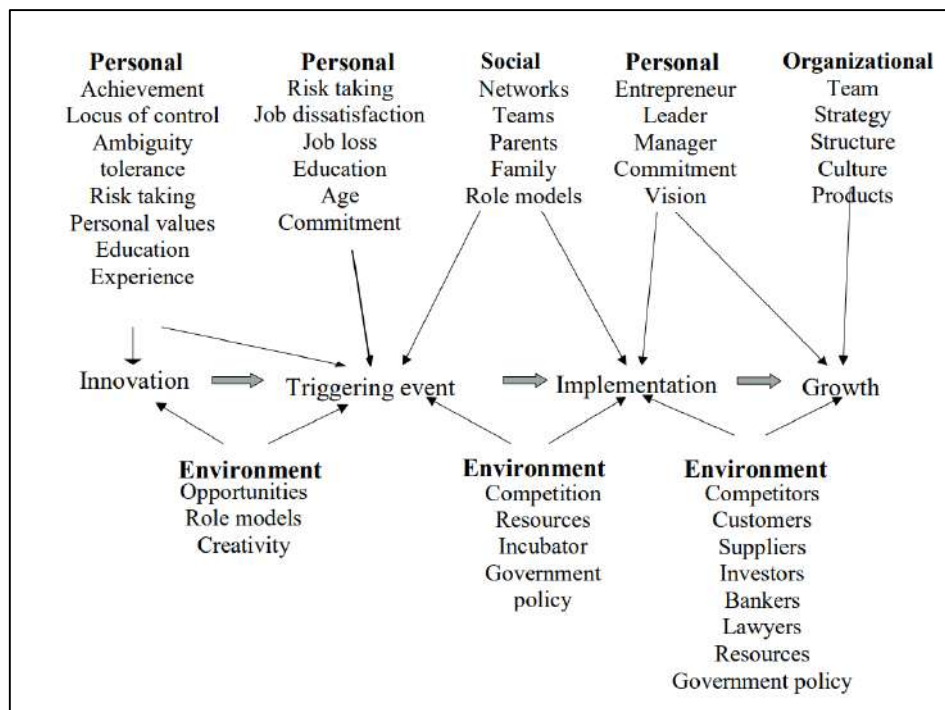 Personal
Achievement
Locus of control
Ambiguity
tolerance
Risk taking
Personal values
Education
Experience
Personal
Risk taking
Job dissatisfaction
Job loss
Education
Age
Commitment
Social
Networks
Teams
Parents
Family
Role models
Personal
Entrepreneur
Leader
Manager
Commitment
Vision
Organizational
Team
Strategy
Structure
Culture
Products
Innovation
Triggering event
Implementation
Growth
Environment
Opportunities
Role models
Creativity
Environment
Competition
Resources
Incubator
Government
policy
Environment
Competitors
Customers
Suppliers
Investors
Bankers
Lawyers
Resources
Government policy